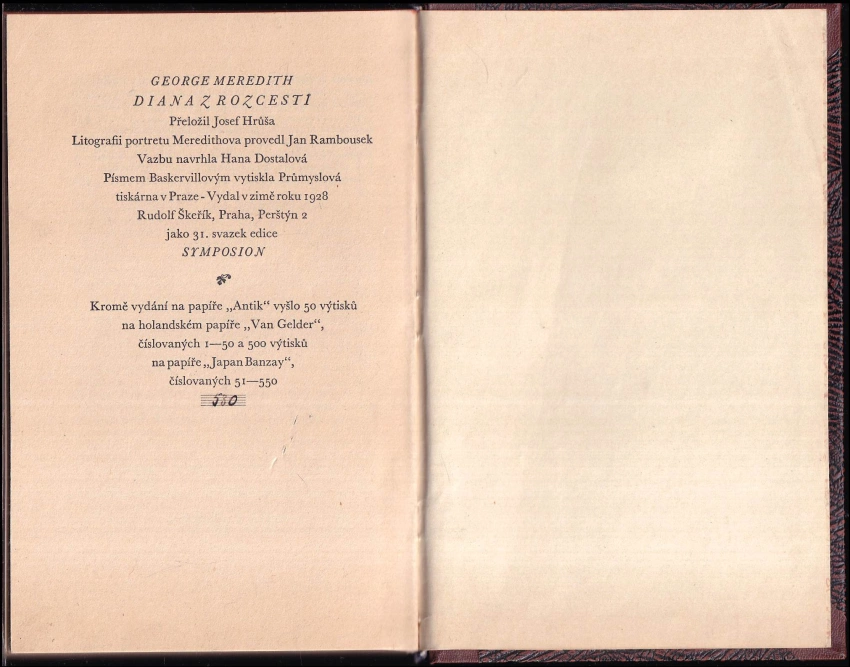 GEORGE MEREDITH
DIANA Z ROZCESTÍ
Přeložil Josef Hrůša
Litografii portretu Meredithova provedl Jan Rambousek
Vazbu navrhla Hana Dostalová
Písmem Baskervillovým vytiskla Průmyslová
tiskárna v Praze - Vydal v zimě roku 1928
Rudolf Škeřík, Praha, Perštýn 2
jako 31. svazek edice
SYMPOSION
Kromě vydání na papíře „Antik“ vyšlo 50 výtisků
na holandském papíře „Van Gelder“,
číslovaných 1—50 a 500 výtisků
na papíře „Japan Banzay“,
číslovaných 51—550